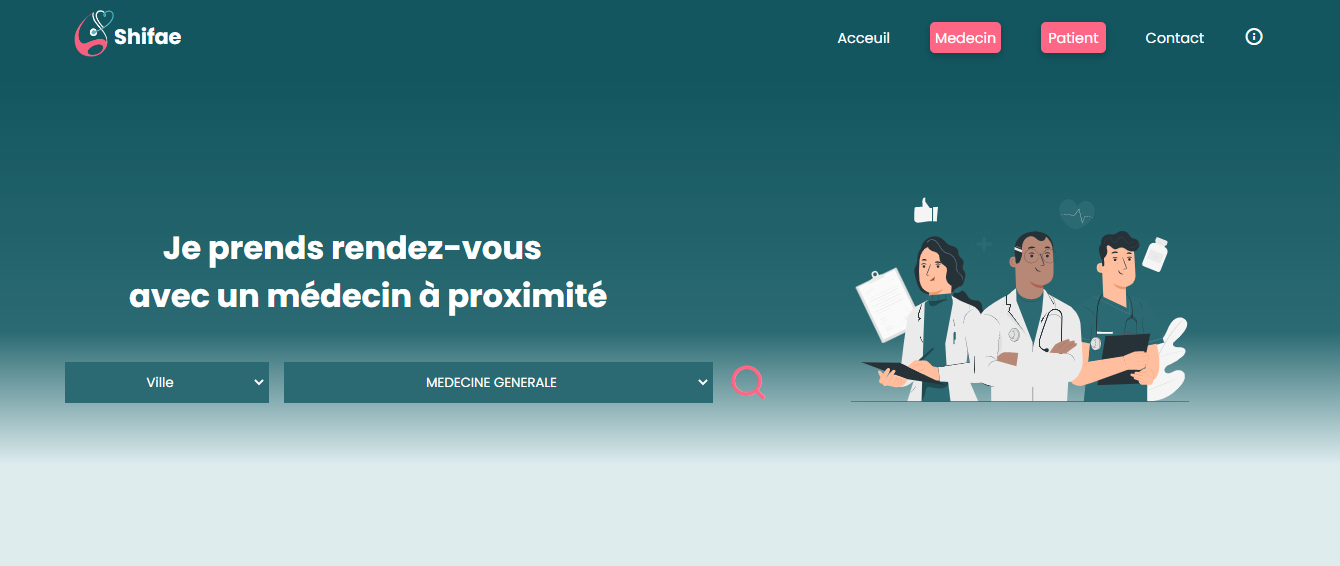 Shifae
Acceuil
Medecin
Patient
Contact
Je prends rendez-vous
avec un médecin à proximité
Ville
MEDECINE GENERALE